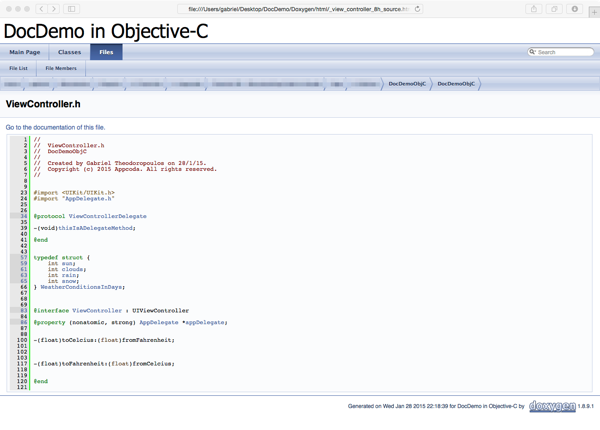 file:///Users/gabriel/Desktop/DocDemo/Doxygen/html/_view_controller_8h_source.html
DocDemo in Objective-C
Main Page Classes Files Search
File List File Members
DocDemoObjC DocDemoObjC
ViewController.h
Go to the documentation of this file.
1 //
2 //  ViewController.h
3 //  DocDemoObjC
4 //
5 //  Created by Gabriel Theodoropoulos on 28/1/15.
6 //  Copyright (c) 2015 Appcoda. All rights reserved.
7 //
8
9
23 #import <UIKit/UIKit.h>
24 #import "AppDelegate.h"
25
26
34 @protocol ViewControllerDelegate
35
39 -(void)thisIsADelegateMethod;
40
41 @end
42
43
57 typedef struct {
59     int sun;
61     int clouds;
63     int rain;
65     int snow;
66 } WeatherConditionsInDays;
67
68
83 @interface ViewController : UIViewController
84
86 @property (nonatomic, strong) AppDelegate *appDelegate;
87
88
100 -(float)toCelcius:(float)fromFahrenheit;
101
102
103
117 -(float)toFahrenheit:(float)fromCelcius;
118
119
120 @end
121
Generated on Wed Jan 28 2015 22:18:39 for DocDemo in Objective-C by doxygen 1.8.9.1